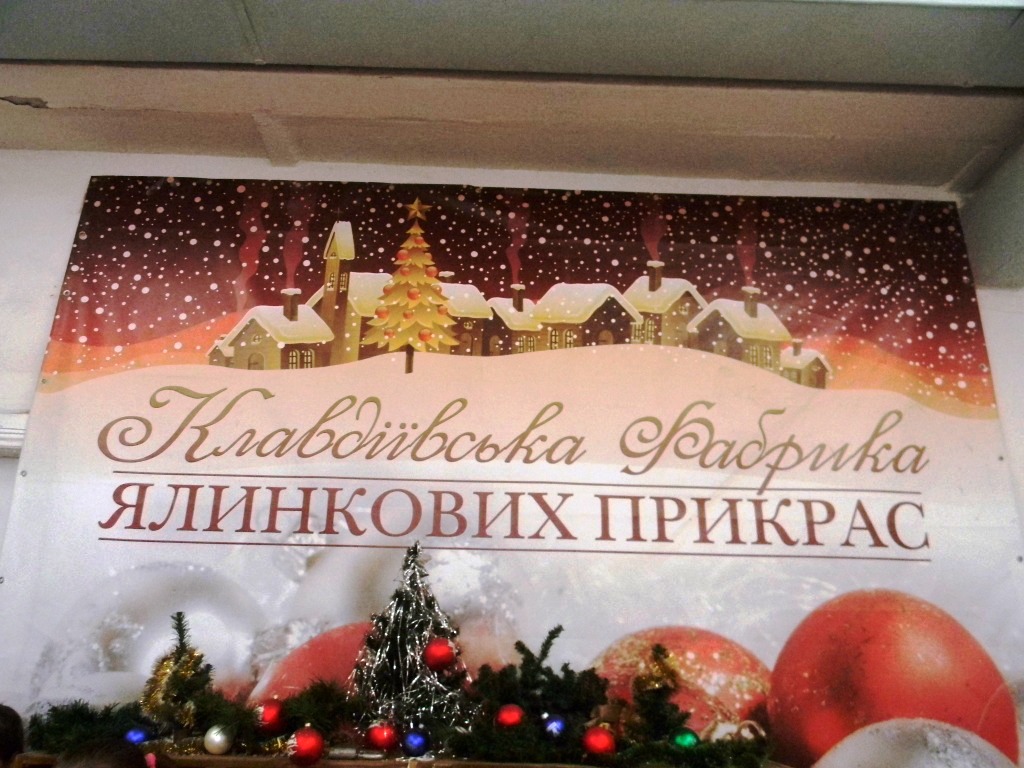 Клавдіївська Фабрика
ЯЛИНКОВИХ ПРИКРАС